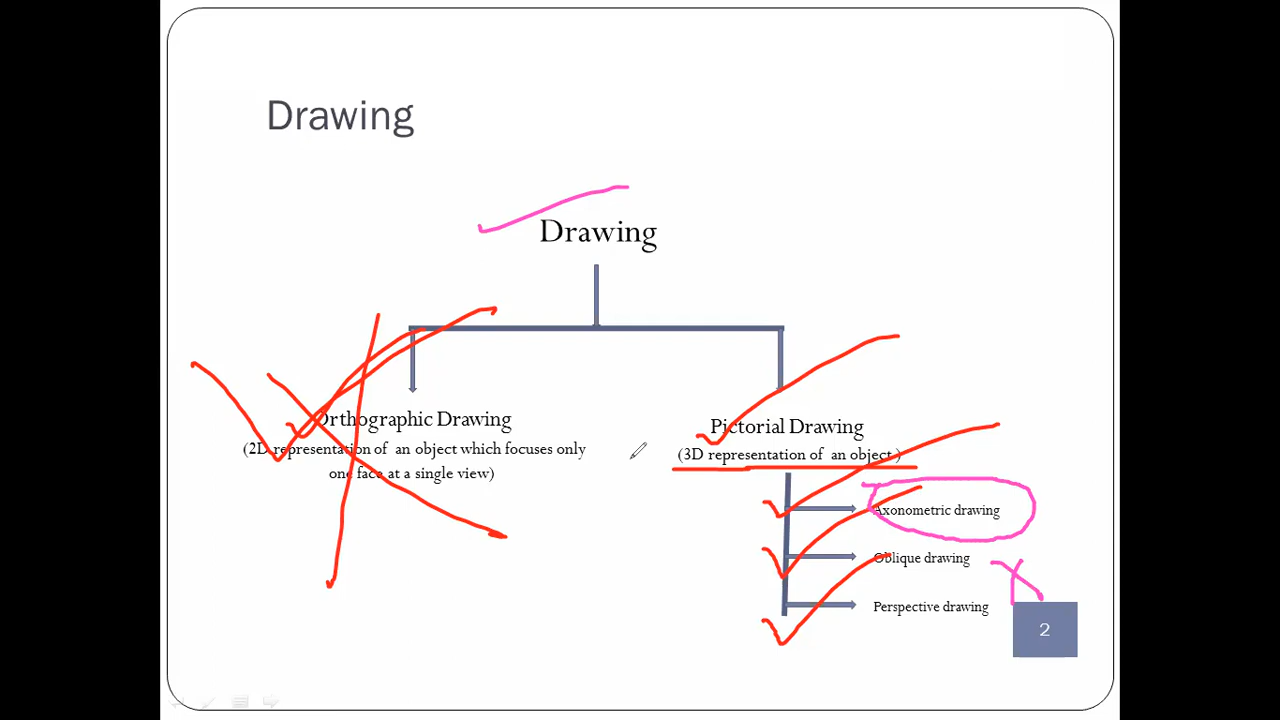 Drawing
Drawing
Orthographic Drawing
(2D representation of an object which focuses only
one face at a single view)
Pictorial Drawing
(3D representation of an object )
Axonometric drawing
Oblique drawing
Perspective drawing
2